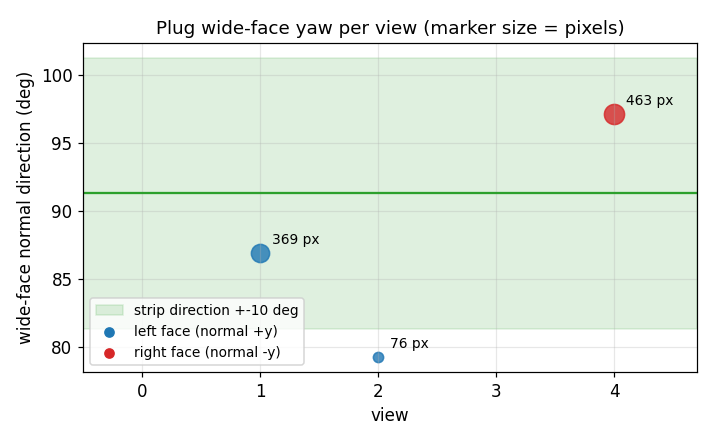 Plug wide-face yaw per view (marker size = pixels)
wide-face normal direction (deg)
100
95
90
85
80
463 px
369 px
76 px
strip direction +-10 deg
left face (normal +y)
right face (normal -y)
0
1
2
3
4
view